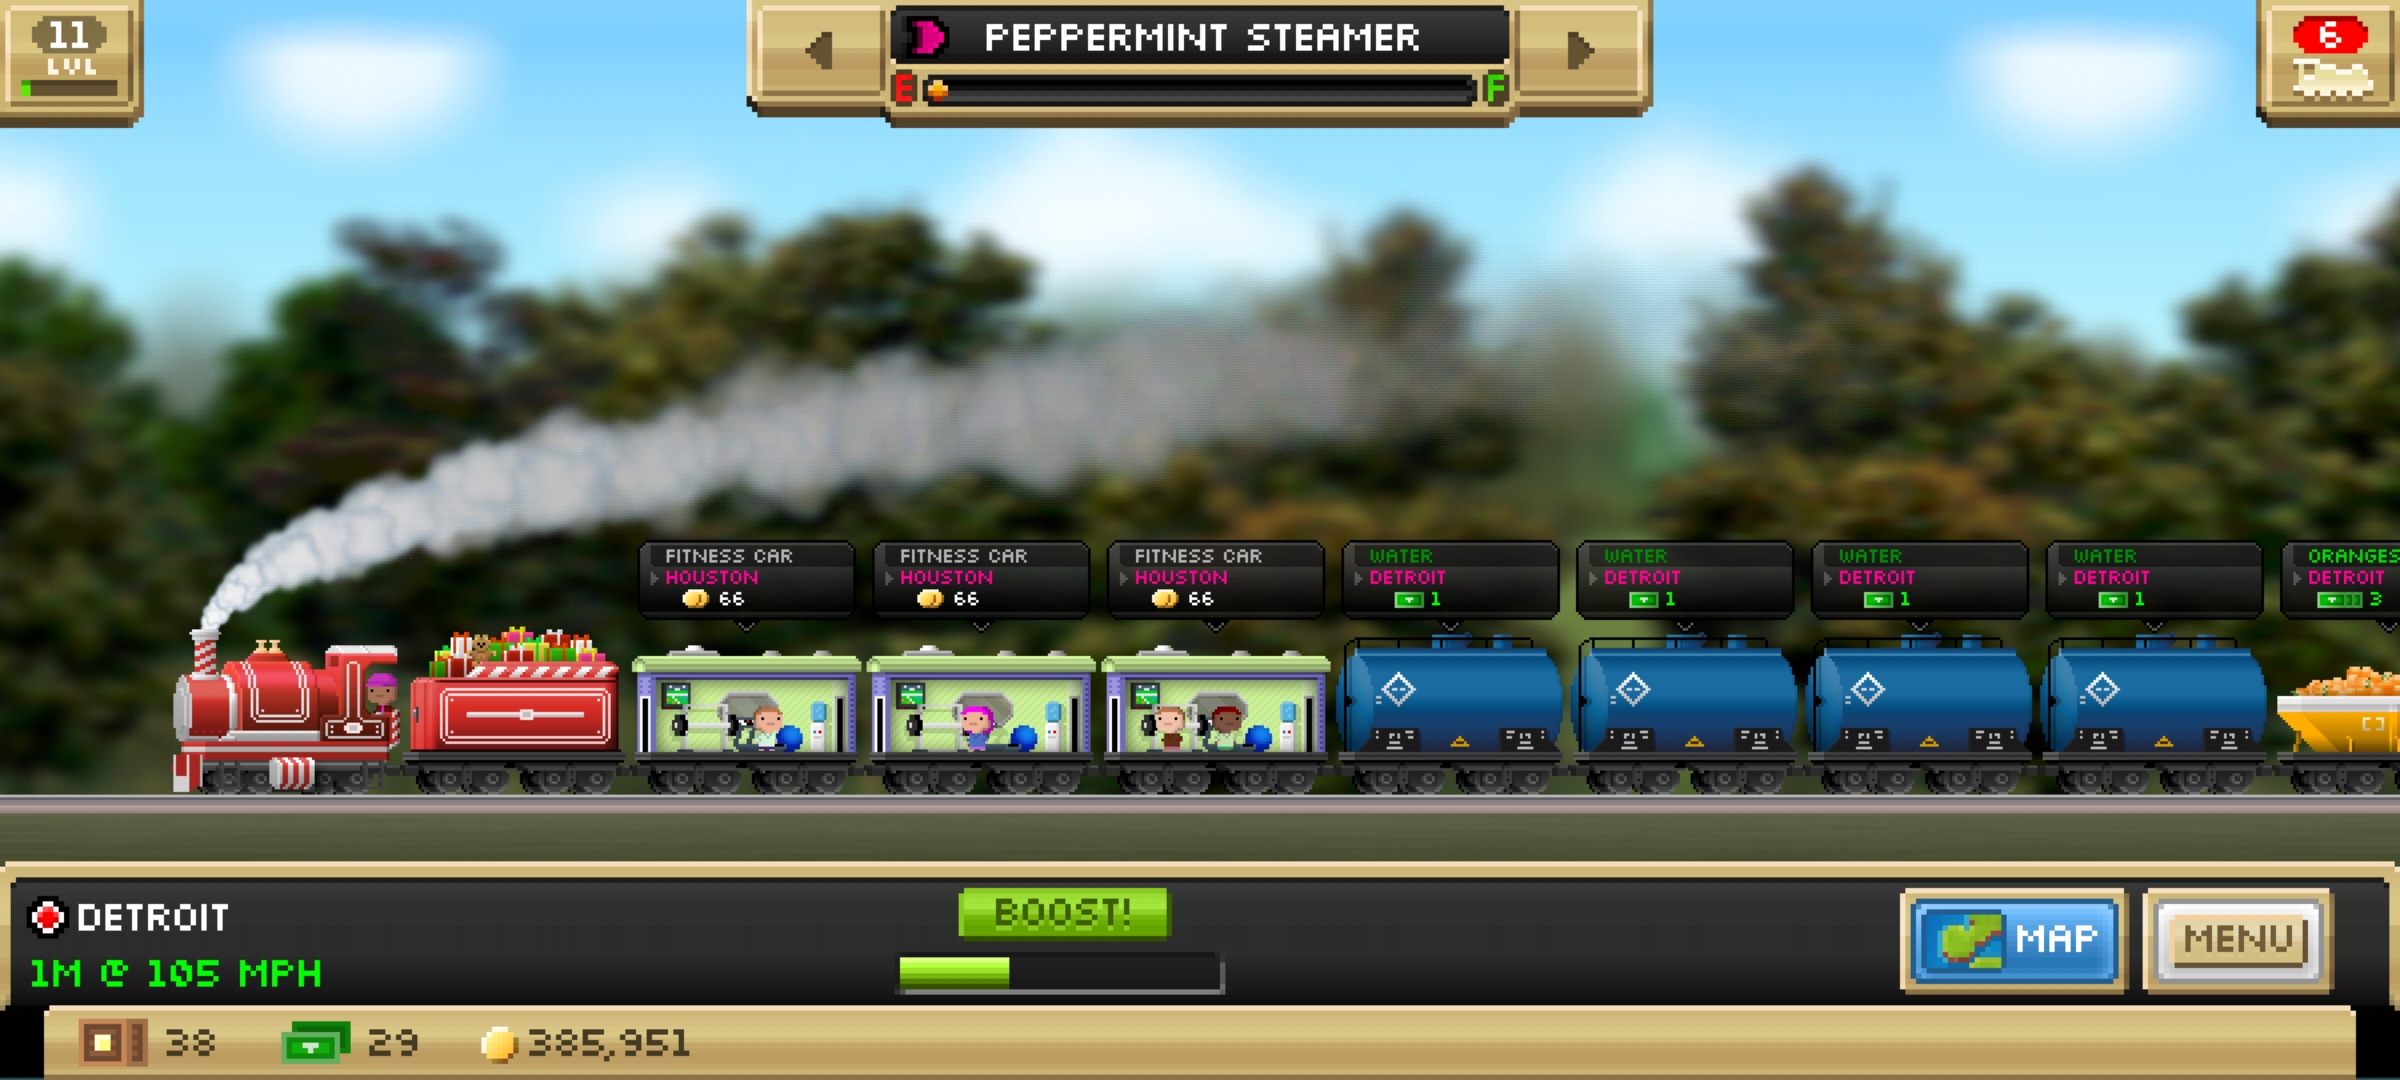 11
LVL
PEPPERMINT STEAMER
E F
6
FITNESS CAR
HOUSTON
66
FITNESS CAR
HOUSTON
66
FITNESS CAR
HOUSTON
66
WATER
DETROIT
1
WATER
DETROIT
1
WATER
DETROIT
1
WATER
DETROIT
1
ORANGES
DETROIT
3
DETROIT
1M @ 105 MPH
BOOST!
MAP
MENU
38
29
385,951